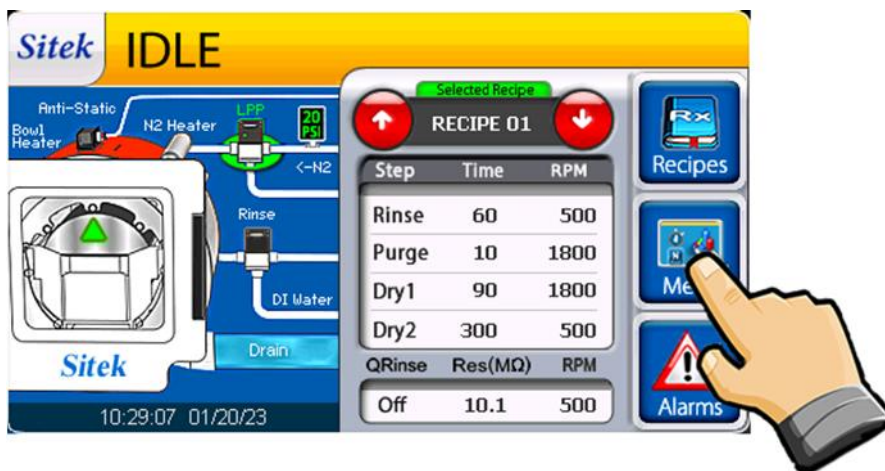 Sitek IDLE
Anti-Static
Bowl
Heater
N2 Heater
LPP
20
PSI
<-N2
Rinse
DI Water
Drain
Sitek
10:29:07 01/20/23
Selected Recipe
RECIPE 01
Step Time RPM
Rinse 60 500
Purge 10 1800
Dry1 90 1800
Dry2 300 500
QRinse Res(MΩ) RPM
Off 10.1 500
Rx
Recipes
N
Alarms